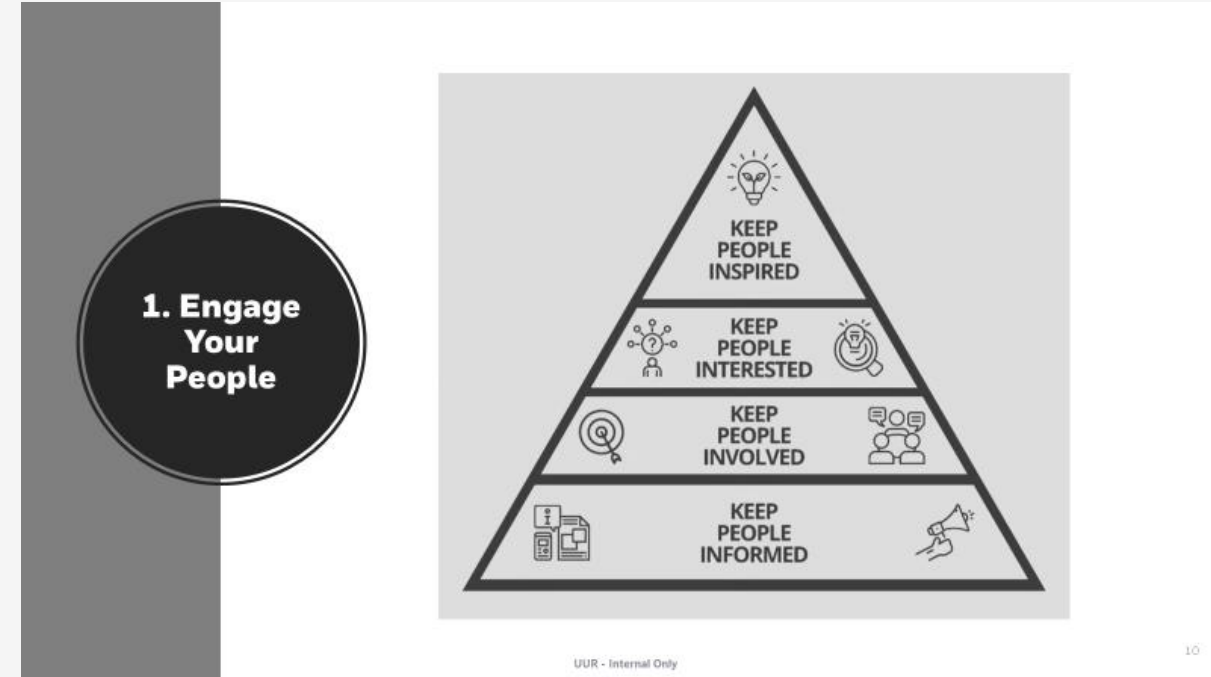 1. Engage
Your
People
KEEP
PEOPLE
INSPIRED
KEEP
PEOPLE
INTERESTED
KEEP
PEOPLE
INVOLVED
KEEP
PEOPLE
INFORMED
UUR - Internal Only
10